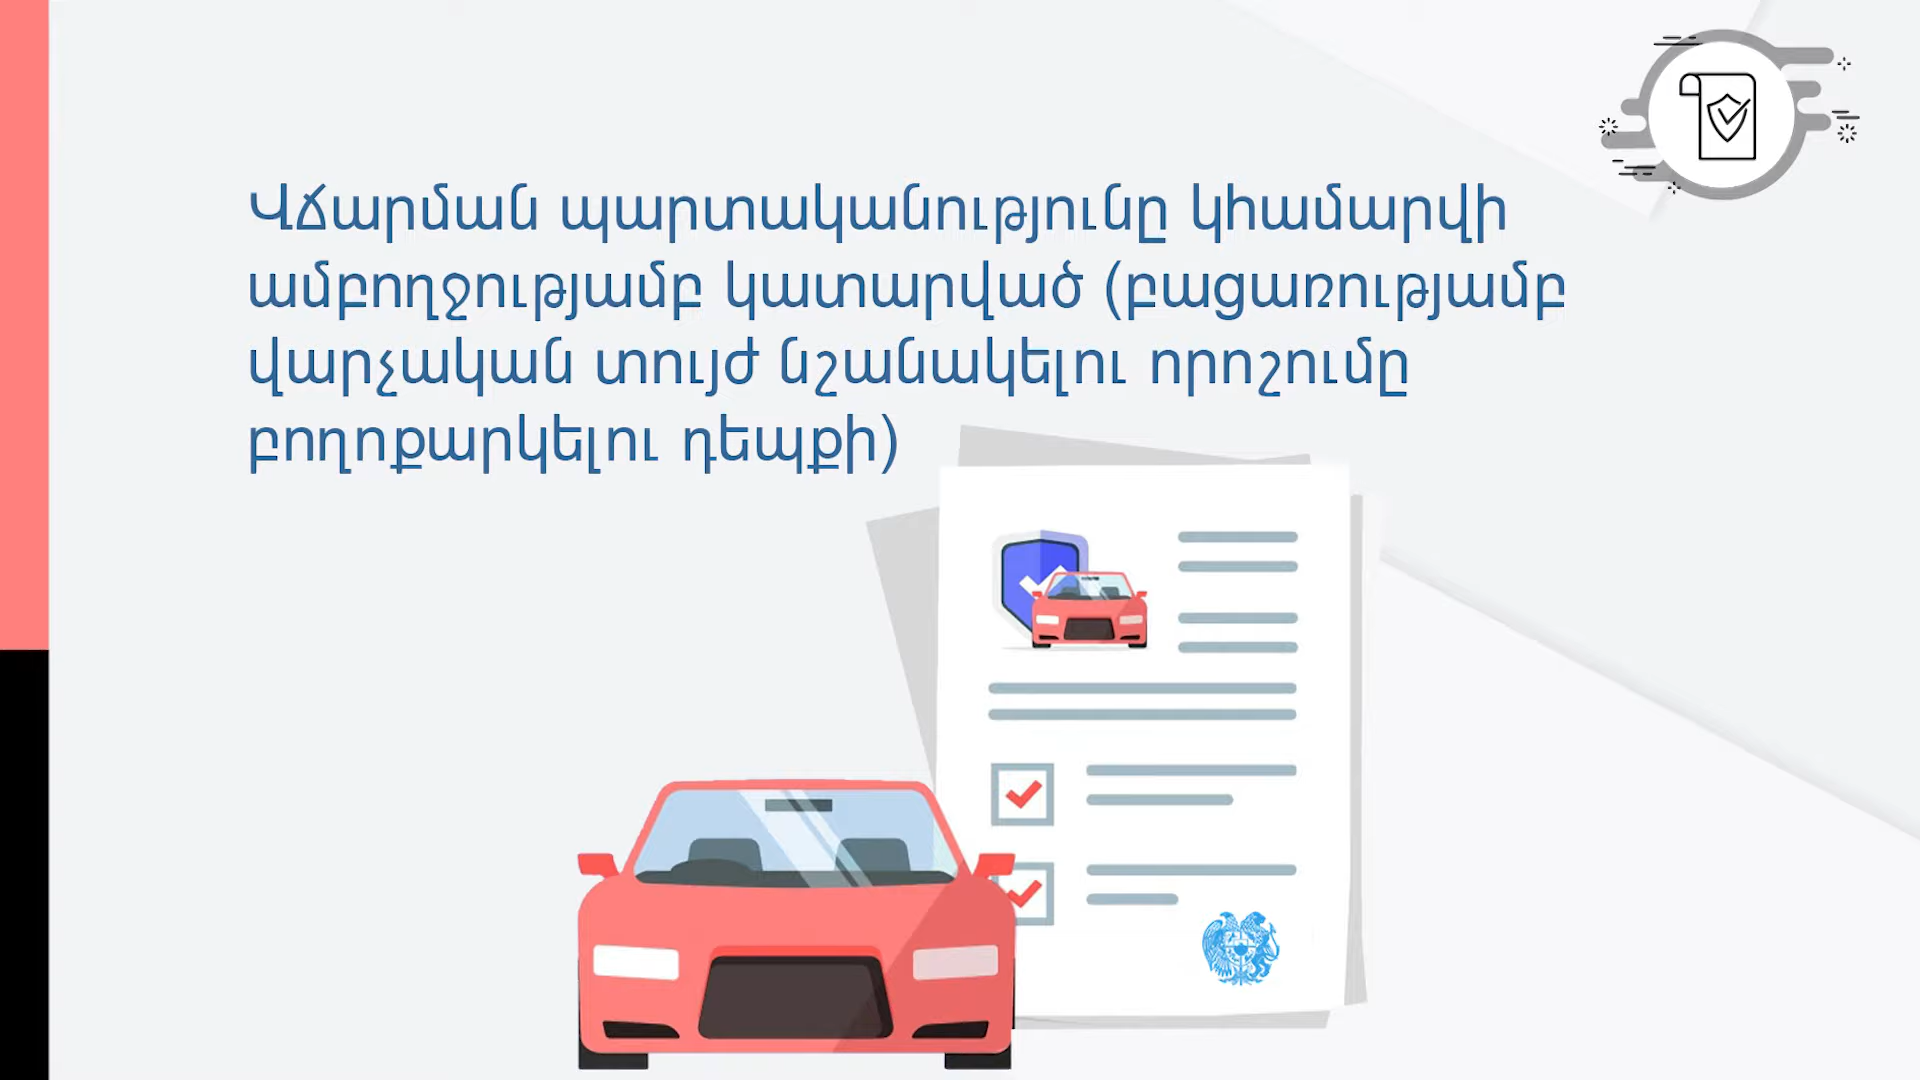 Վճարման պարտականությունը կհամարվի
ամբողջությամբ կատարված (բացառությամբ
վարչական տույժ նշանակելու որոշումը
բողոքարկելու դեպքի)